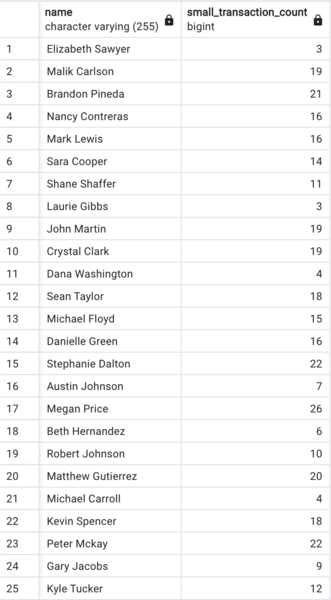 name small_transaction_count
character varying (255) bigint
1 Elizabeth Sawyer 3
2 Malik Carlson 19
3 Brandon Pineda 21
4 Nancy Contreras 16
5 Mark Lewis 16
6 Sara Cooper 14
7 Shane Shaffer 11
8 Laurie Gibbs 3
9 John Martin 19
10 Crystal Clark 19
11 Dana Washington 4
12 Sean Taylor 18
13 Michael Floyd 15
14 Danielle Green 16
15 Stephanie Dalton 22
16 Austin Johnson 7
17 Megan Price 26
18 Beth Hernandez 6
19 Robert Johnson 10
20 Matthew Gutierrez 20
21 Michael Carroll 4
22 Kevin Spencer 18
23 Peter Mckay 22
24 Gary Jacobs 9
25 Kyle Tucker 12